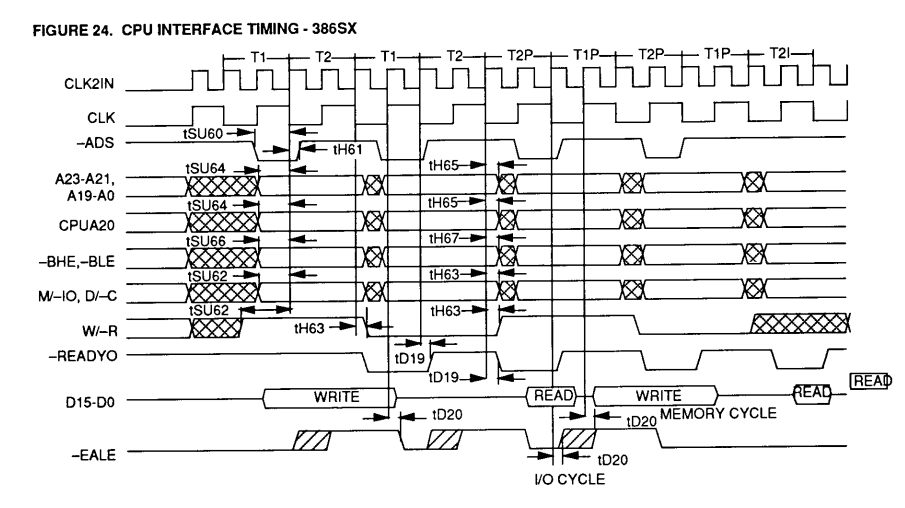 FIGURE 24. CPU INTERFACE TIMING - 386SX
T1 T2 T1 T2 T2P T1P T2P T1P T2I
CLK2IN
CLK
tSU60
–ADS
tH61
tSU64
tH65
A23-A21,
A19-A0
tSU64
tH65
CPUA20
tSU66
tH67
–BHE,–BLE
tSU62
tH63
M/–IO, D/–C
tSU62
tH63
tH63
W/–R
–READYO
tD19
tD19
READ
D15-D0
WRITE READ WRITE READ
tD20
tD20
MEMORY CYCLE
–EALE
tD20
I/O CYCLE